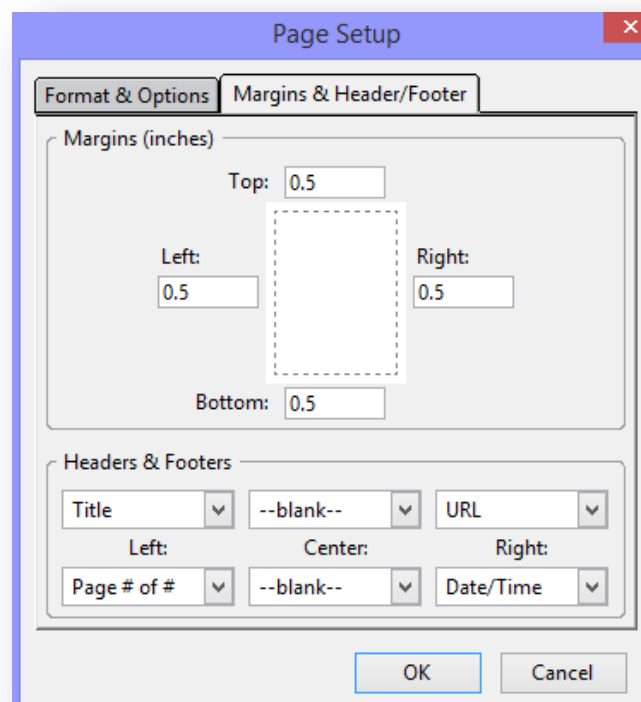 Page Setup
Format & Options Margins & Header/Footer
Margins (inches)
Top: 0.5
Left: Right:
0.5 0.5
Bottom: 0.5
Headers & Footers
Title --blank-- URL
Left: Center: Right:
Page # of # --blank-- Date/Time
OK Cancel